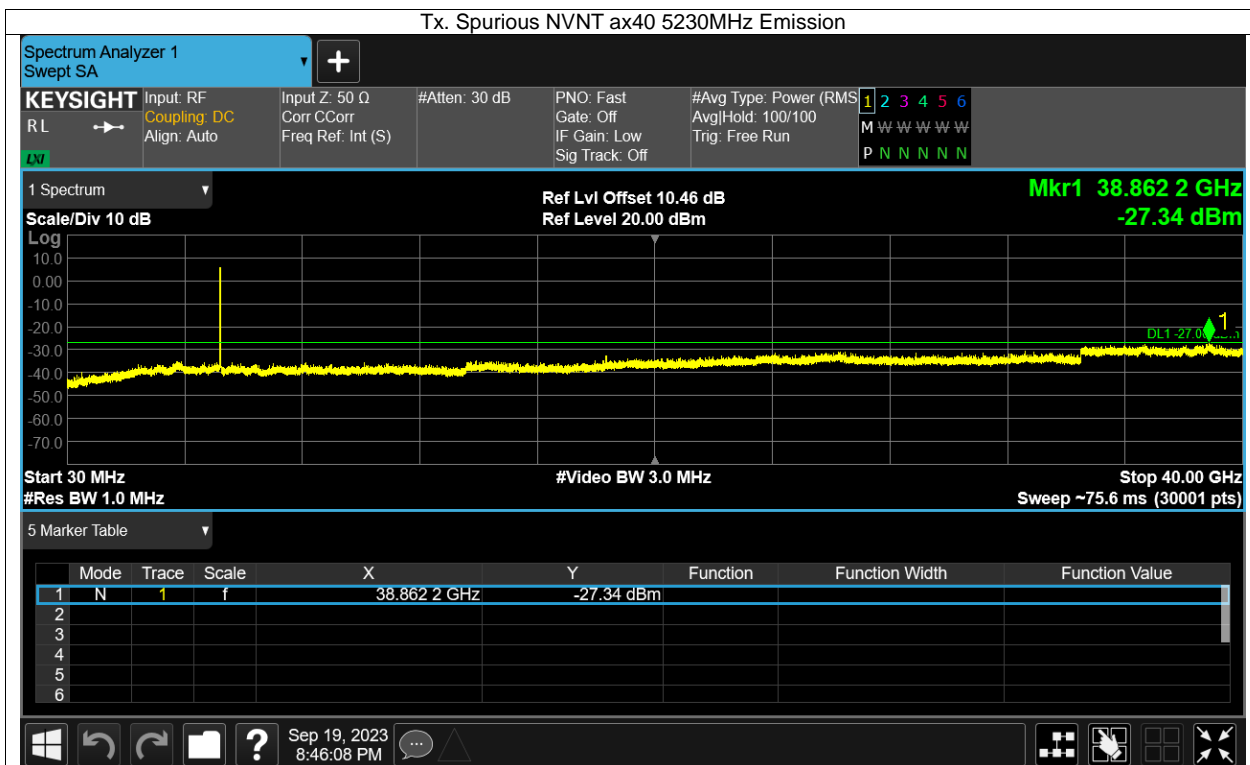 Tx. Spurious NVNT ax40 5230MHz Emission
Spectrum Analyzer 1
Swept SA
KEYSIGHT
R L
LXI
Input: RF
Coupling: DC
Align: Auto
Input Z: 50 Ω
Corr CCorr
Freq Ref: Int (S)
#Atten: 30 dB
PNO: Fast
Gate: Off
IF Gain: Low
Sig Track: Off
#Avg Type: Power (RMS
Avg|Hold: 100/100
Trig: Free Run
1 2 3 4 5 6
M W W W W W
P N N N N N
1 Spectrum
Scale/Div 10 dB
Ref Lvl Offset 10.46 dB
Ref Level 20.00 dBm
Mkr1 38.862 2 GHz
-27.34 dBm
Log
10.0
0.00
-10.0
-20.0
-30.0
-40.0
-50.0
-60.0
-70.0
1
DL1 -27.0
Start 30 MHz
#Res BW 1.0 MHz
#Video BW 3.0 MHz
Stop 40.00 GHz
Sweep ~75.6 ms (30001 pts)
5 Marker Table
Mode Trace Scale X Y Function Function Width Function Value
1 N 1 f 38.862 2 GHz -27.34 dBm
2
3
4
5
6
?
Sep 19, 2023
8:46:08 PM